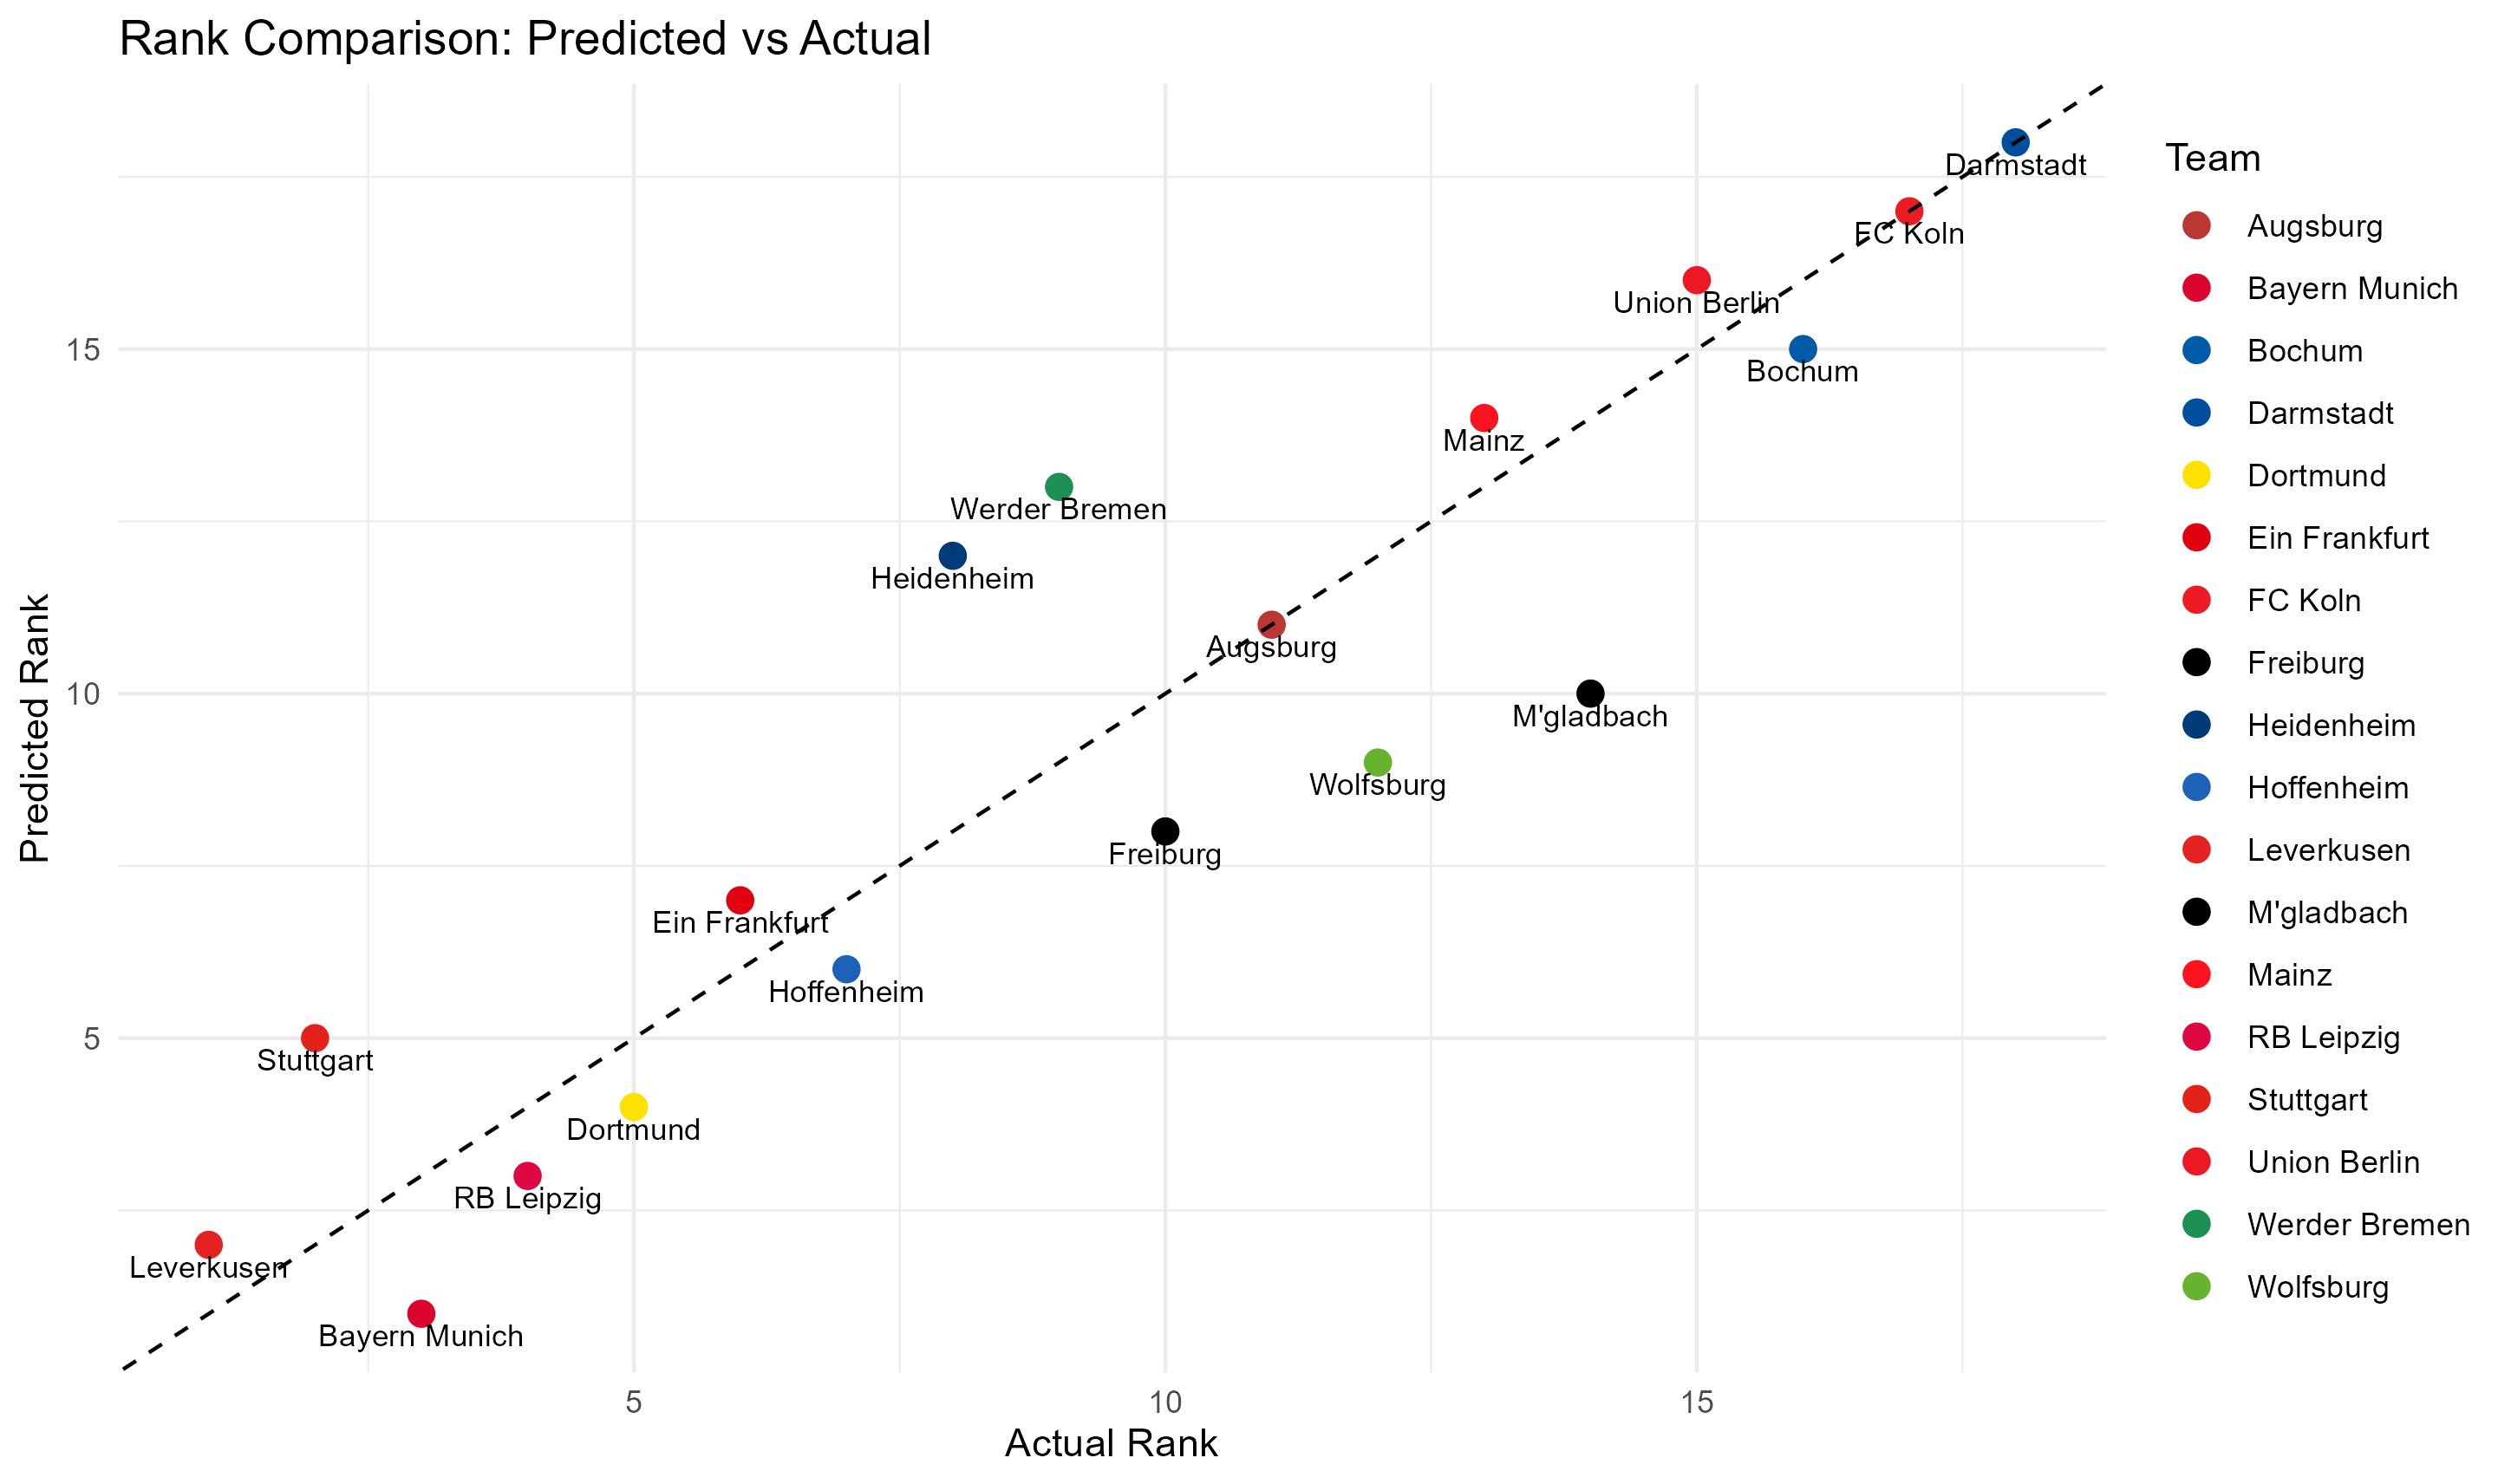 Rank Comparison: Predicted vs Actual
Predicted Rank
15
10
5
Darmstadt
FC Koln
Union Berlin
Bochum
Mainz
Werder Bremen
Heidenheim
Augsburg
M'gladbach
Wolfsburg
Freiburg
Ein Frankfurt
Hoffenheim
Stuttgart
Dortmund
RB Leipzig
Leverkusen
Bayern Munich
5 10 15
Actual Rank
Team
Augsburg
Bayern Munich
Bochum
Darmstadt
Dortmund
Ein Frankfurt
FC Koln
Freiburg
Heidenheim
Hoffenheim
Leverkusen
M'gladbach
Mainz
RB Leipzig
Stuttgart
Union Berlin
Werder Bremen
Wolfsburg